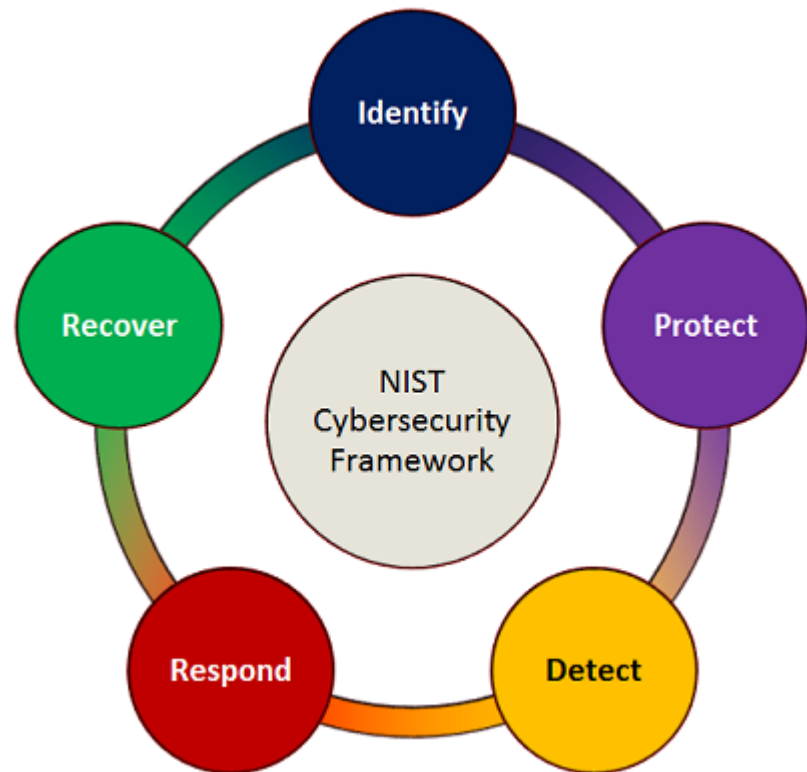 Identify
Protect
Detect
Respond
Recover
NIST
Cybersecurity
Framework